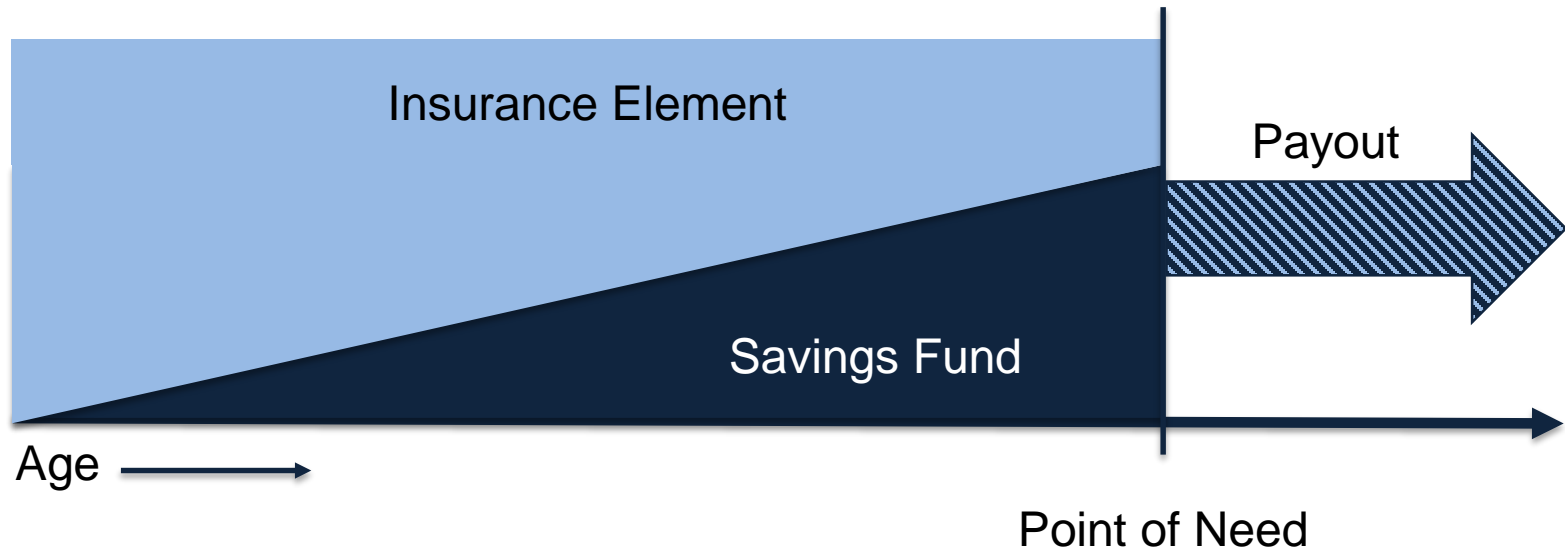 Insurance Element
Payout
Savings Fund
Age
Point of Need